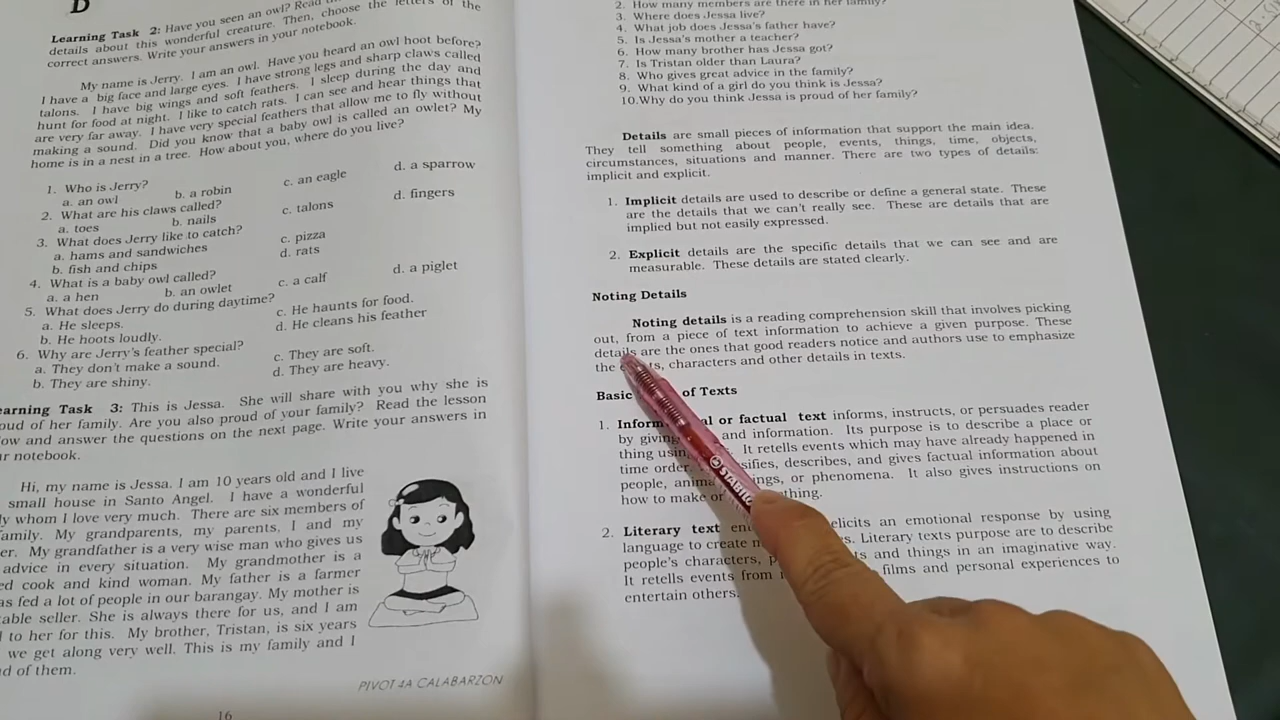 D
Learning Task 2: Have you seen an owl? Read
details about this wonderful creature. Then, choose the letters of the
correct answers. Write your answers in your notebook.
My name is Jerry. I am an owl. Have you heard an owl hoot before?
I have a big face and large eyes. I have strong legs and sharp claws called
talons. I have big wings and soft feathers. I sleep during the day and
hunt for food at night. I like to catch rats. I can see and hear things that
are very far away. I have very special feathers that allow me to fly without
making a sound. Did you know that a baby owl is called an owlet? My
home is in a nest in a tree. How about you, where do you live?
1. Who is Jerry?
a. an owl b. a robin c. an eagle d. a sparrow
2. What are his claws called?
a. toes b. nails c. talons d. fingers
3. What does Jerry like to catch?
a. hams and sandwiches c. pizza
b. fish and chips d. rats
4. What is a baby owl called?
a. a hen b. an owlet c. a calf d. a piglet
5. What does Jerry do during daytime?
a. He sleeps. c. He haunts for food.
b. He hoots loudly. d. He cleans his feather
6. Why are Jerry's feather special?
a. They don't make a sound. c. They are soft.
b. They are shiny. d. They are heavy.
earning Task 3: This is Jessa. She will share with you why she is
oud of her family. Are you also proud of your family? Read the lesson
ow and answer the questions on the next page. Write your answers in
ur notebook.
Hi, my name is Jessa. I am 10 years old and I live
small house in Santo Angel. I have a wonderful
ly whom I love very much. There are six members of
family. My grandparents, my parents, I and my
er. My grandfather is a very wise man who gives us
advice in every situation. My grandmother is a
ed cook and kind woman. My father is a farmer
as fed a lot of people in our barangay. My mother is
table seller. She is always there for us, and I am
l to her for this. My brother, Tristan, is six years
we get along very well. This is my family and I
ud of them.
PIVOT 4A CALABARZON
16
2. How many members are there in her family?
3. Where does Jessa live?
4. What job does Jessa's father have?
5. Is Jessa's mother a teacher?
6. How many brother has Jessa got?
7. Is Tristan older than Laura?
8. Who gives great advice in the family?
9. What kind of a girl do you think is Jessa?
10.Why do you think Jessa is proud of her family?
Details are small pieces of information that support the main idea.
They tell something about people, events, things, time, objects,
circumstances, situations and manner. There are two types of details:
implicit and explicit.
1. Implicit details are used to describe or define a general state. These
are the details that we can't really see. These are details that are
implied but not easily expressed.
2. Explicit details are the specific details that we can see and are
measurable. These details are stated clearly.
Noting Details
Noting details is a reading comprehension skill that involves picking
out, from a piece of text information to achieve a given purpose. These
details are the ones that good readers notice and authors use to emphasize
the characters and other details in texts.
Basic of Texts
1. or factual text informs, instructs, or persuades reader
by giving and information. Its purpose is to describe a place or
thing It retells events which may have already happened in
time order. describes, and gives factual information about
people, or phenomena. It also gives instructions on
how to make or
2. Literary text elicits an emotional response by using
language to create Literary texts purpose are to describe
people's characters, and things in an imaginative way.
It retells events from films and personal experiences to
entertain others.
STABILO